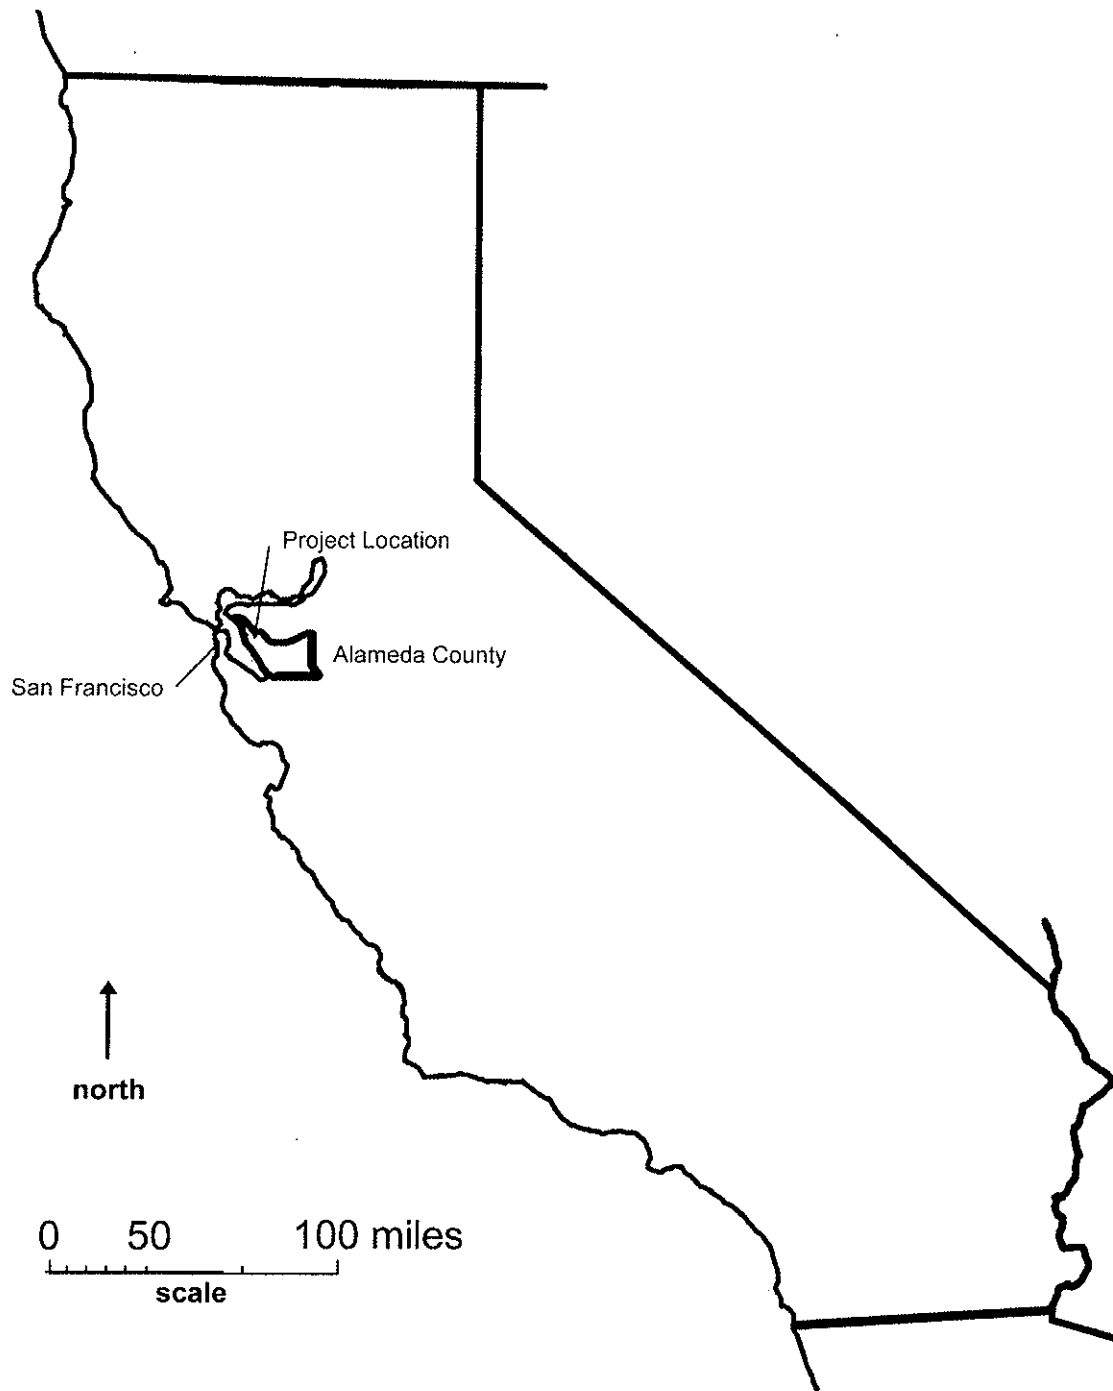 Project Location
Alameda County
San Francisco
north
0 50 100 miles
scale